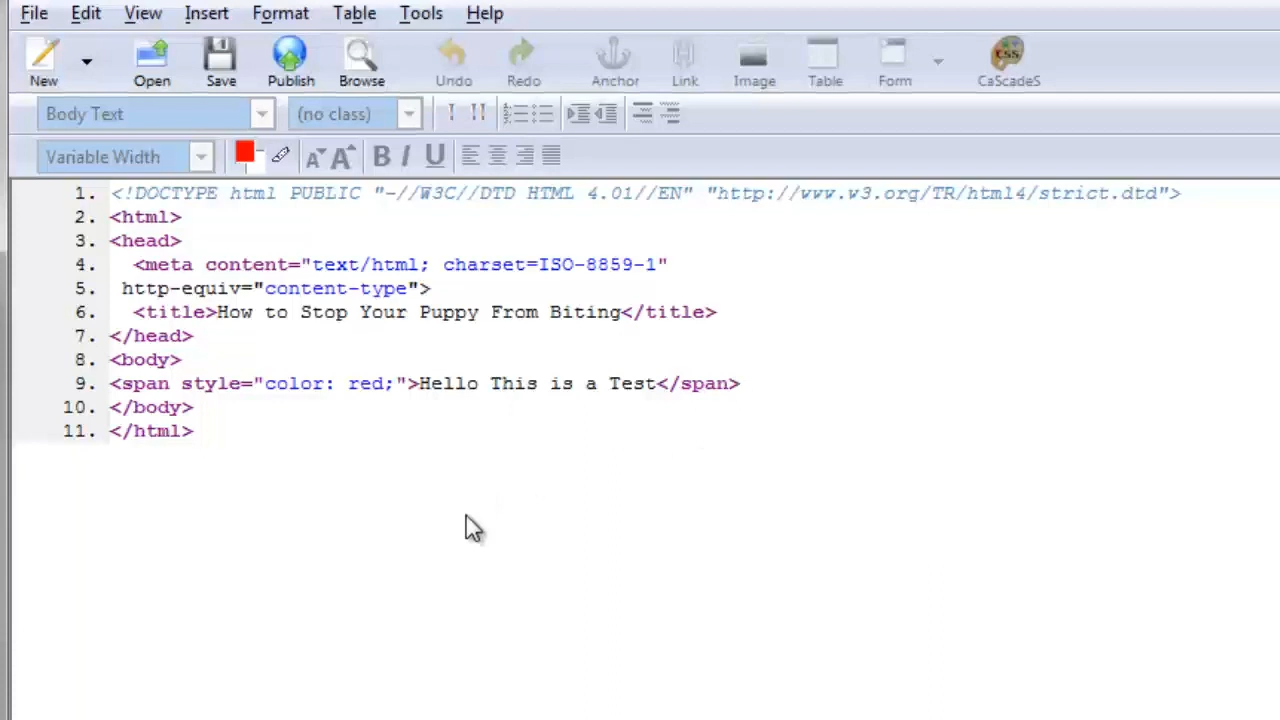 File Edit View Insert Format Table Tools Help
New Open Save Publish Browse Undo Redo Anchor Link Image Table Form CaScadeS
Body Text (no class) ! !!
Variable Width A A B I U
1. <!DOCTYPE html PUBLIC "-//W3C//DTD HTML 4.01//EN" "http://www.w3.org/TR/html4/strict.dtd">
2. <html>
3. <head>
4. <meta content="text/html; charset=ISO-8859-1"
5. http-equiv="content-type">
6. <title>How to Stop Your Puppy From Biting</title>
7. </head>
8. <body>
9. <span style="color: red;">Hello This is a Test</span>
10. </body>
11. </html>